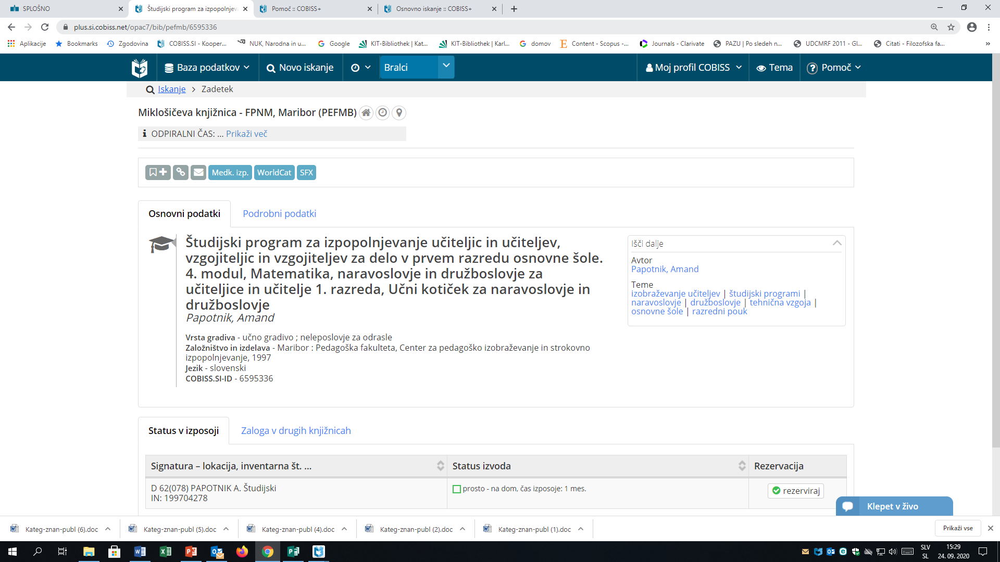 SPLOŠNO
Študijski program za izpopolnjeva
Pomoč :: COBISS+
Osnovno iskanje :: COBISS+
plus.si.cobiss.net/opac7/bib/pefmb/6595336
Aplikacije
Bookmarks
Zgodovina
COBISS.SI - Kooper...
NUK, Narodna in u...
Google
KIT-Bibliothek | Kat...
KIT-Bibliothek | Karl...
domov
Content - Scopus -...
Journals - Clarivate
PAZU | Po sledeh n...
UDCMRF 2011 - Gl...
Citati - Filozofska fa...
»
Baza podatkov
Novo iskanje
Bralci
Moj profil COBISS
Tema
Pomoč
Iskanje > Zadetek
Miklošičeva knjižnica - FPNM, Maribor (PEFMB)
ODPIRALNI ČAS: ... Prikaži več
Medk. izp.
WorldCat
SFX
Osnovni podatki
Podrobni podatki
Študijski program za izpopolnjevanje učiteljic in učiteljev,
vzgojiteljic in vzgojiteljev za delo v prvem razredu osnovne šole.
4. modul, Matematika, naravoslovje in družboslovje za
učiteljice in učitelje 1. razreda, Učni kotiček za naravoslovje in
družboslovje
Papotnik, Amand
Vrsta gradiva - učno gradivo ; neleposlovje za odrasle
Založništvo in izdelava - Maribor : Pedagoška fakulteta, Center za pedagoško izobraževanje in strokovno
izpopolnjevanje, 1997
Jezik - slovenski
COBISS.SI-ID - 6595336
Išči dalje
Avtor
Papotnik, Amand
Teme
izobraževanje učiteljev | študijski programi |
naravoslovje | družboslovje | tehnična vzgoja |
osnovne šole | razredni pouk
Status v izposoji
Zaloga v drugih knjižnicah
Signatura – lokacija, inventarna št. ...
Status izvoda
Rezervacija
D 62(078) PAPOTNIK A. Študijski
IN: 199704278
prosto - na dom, čas izposoje: 1 mes.
rezerviraj
Klepet v živo
Kateg-znan-publ (6).doc
Kateg-znan-publ (5).doc
Kateg-znan-publ (4).doc
Kateg-znan-publ (2).doc
Kateg-znan-publ (1).doc
Prikaži vse
SLV
SL
15:29
24. 09. 2020